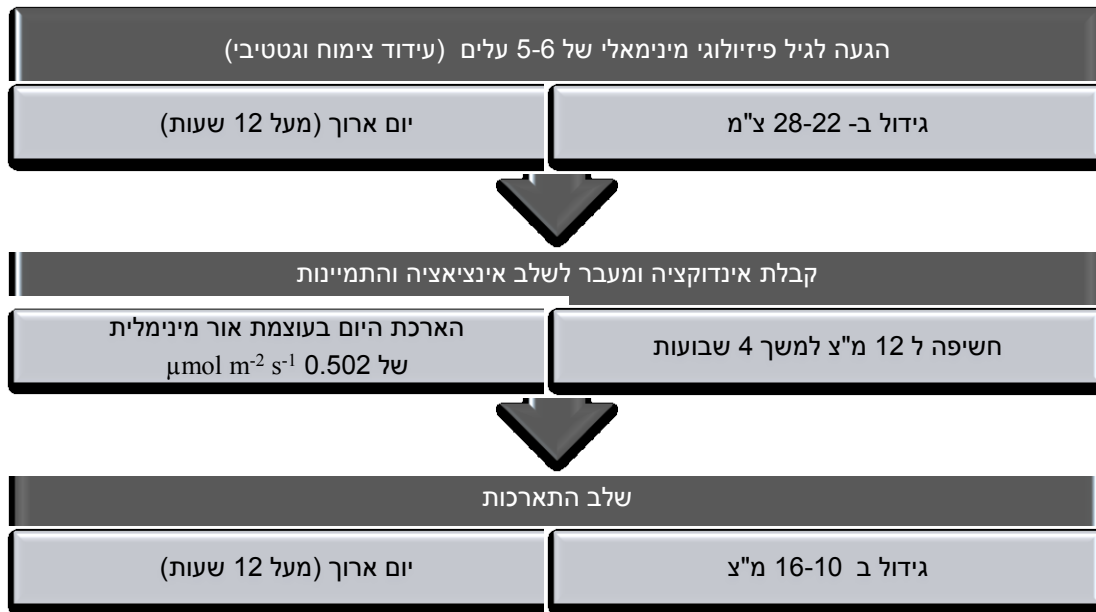 הגעה לגיל פיזיולוגי מינימאלי של 5-6 עלים (עידוד צימוח וגטטיבי)
גידול ב- 28-22 צ"מ
יום ארוך (מעל 12 שעות)
קבלת אינדוקציה ומעבר לשלב אינציאציה והתמיינות
חשיפה ל 12 מ"צ למשך 4 שבועות
הארכת היום בעוצמת אור מינימלית
של 0.502 µmol m-2 s-1
שלב התארכות
גידול ב 16-10 מ"צ
יום ארוך (מעל 12 שעות)